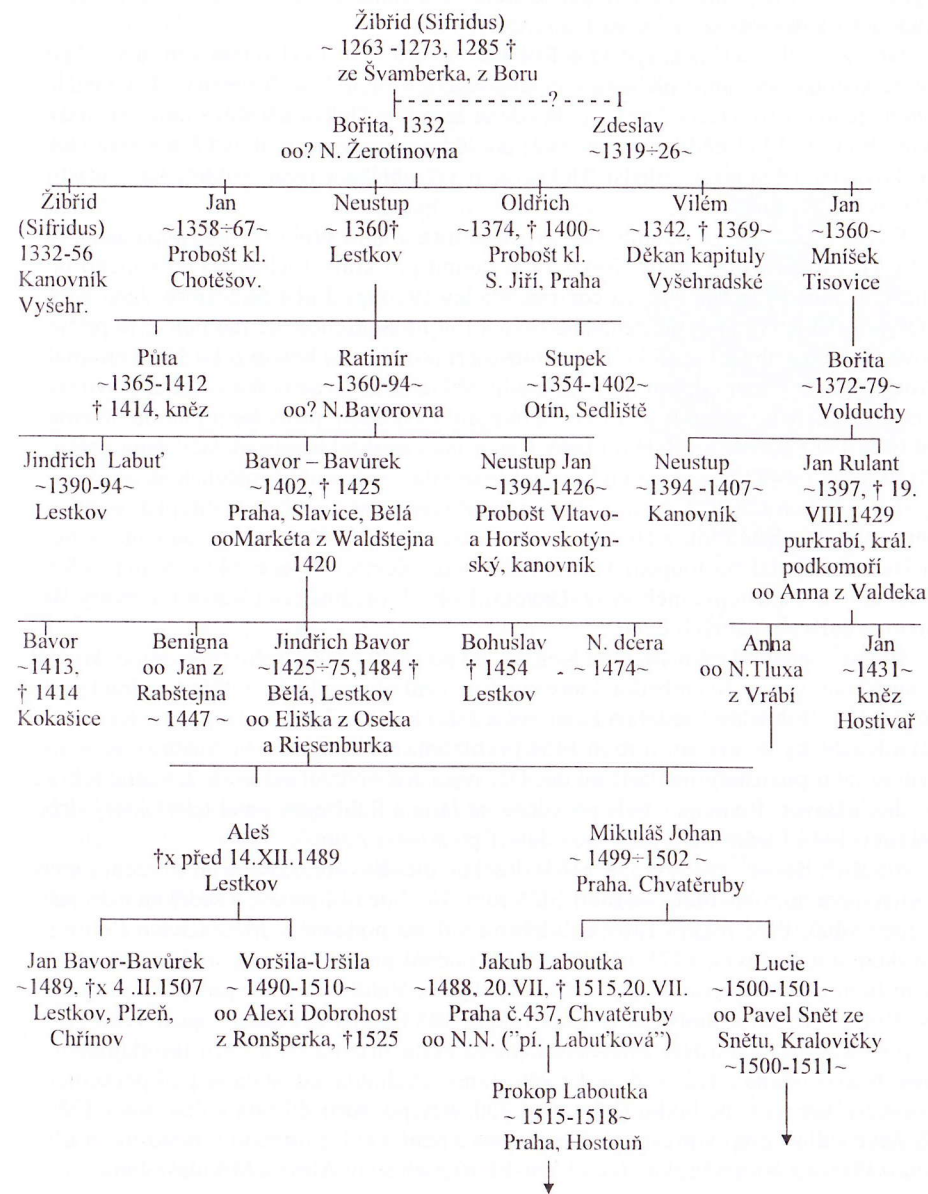 Žibřid (Sifridus)
~ 1263 -1273, 1285 †
ze Švamberka, z Boru
?
Bořita, 1332
oo? N. Žerotínovna
Zdeslav
~1319÷26~
Žibřid
(Sifridus)
1332-56
Kanovník
Vyšehr.
Jan
~1358÷67~
Probošt kl.
Chotěšov.
Neustup
~1360†
Lestkov
Oldřich
~1374, † 1400~
Probošt kl.
S. Jiří, Praha
Vilém
~1342, † 1369~
Děkan kapituly
Vyšehradské
Jan
~1360~
Mníšek
Tisovice
Půta
~1365-1412
† 1414, kněz
Ratimír
~1360-94~
oo? N.Bavorovna
Stupek
~1354-1402~
Otín, Sedliště
Bořita
~1372-79~
Volduchy
Jindřich Labuť
~1390-94~
Lestkov
Bavor – Bavůrek
~1402, † 1425
Praha, Slavice, Bělá
ooMarkéta z Waldštejna
1420
Neustup Jan
~1394-1426~
Probošt Vltavo-
a Horšovskotýn-
ský, kanovník
Neustup
~1394 -1407~
Kanovník
Jan Rulant
~1397, † 19.
VIII.1429
purkrabí, král.
podkomoří
oo Anna z Valdeka
Bavor
~1413,
† 1414
Kokašice
Benigna
oo Jan z
Rabštejna
~ 1447 ~
Jindřich Bavor
~1425÷75,1484 †
Bělá, Lestkov
oo Eliška z Oseka
a Riesenburka
Bohuslav
† 1454
Lestkov
N. dcera
~ 1474~
Anna
oo N.Tluxa
z Vrábí
Jan
~1431~
kněz
Hostivař
Aleš
†x před 14.XII.1489
Lestkov
Mikuláš Johan
~ 1499÷1502 ~
Praha, Chvatěruby
Jan Bavor-Bavůrek
~1489, †x 4 .II.1507
Lestkov, Plzeň,
Chřínov
Voršila-Uršila
~1490-1510~
oo Alexi Dobrohost
z Ronšperka, †1525
Jakub Laboutka
~1488, 20.VII, † 1515,20.VII.
Praha č.437, Chvatěruby
oo N.N. ("pí. Labuťková")
Lucie
~1500-1501~
oo Pavel Snět ze
Snětu, Kralovičky
~1500-1511~
Prokop Laboutka
~ 1515-1518~
Praha, Hostouň